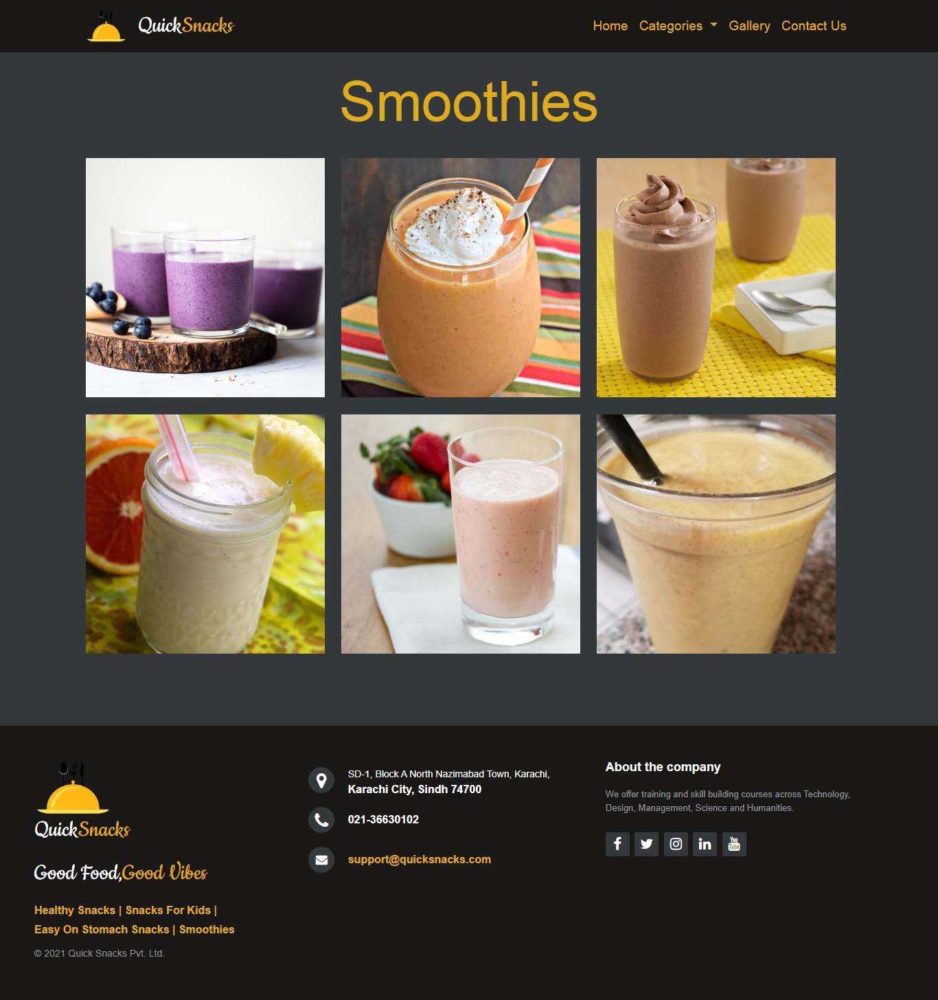 QuickSnacks
Home Categories Gallery Contact Us
Smoothies
QuickSnacks
Good Food,Good Vibes
Healthy Snacks | Snacks For Kids |
Easy On Stomach Snacks | Smoothies
© 2021 Quick Snacks Pvt. Ltd.
SD-1, Block A North Nazimabad Town, Karachi,
Karachi City, Sindh 74700
021-36630102
support@quicksnacks.com
About the company
We offer training and skill building courses across Technology,
Design, Management, Science and Humanities.
You
Tube